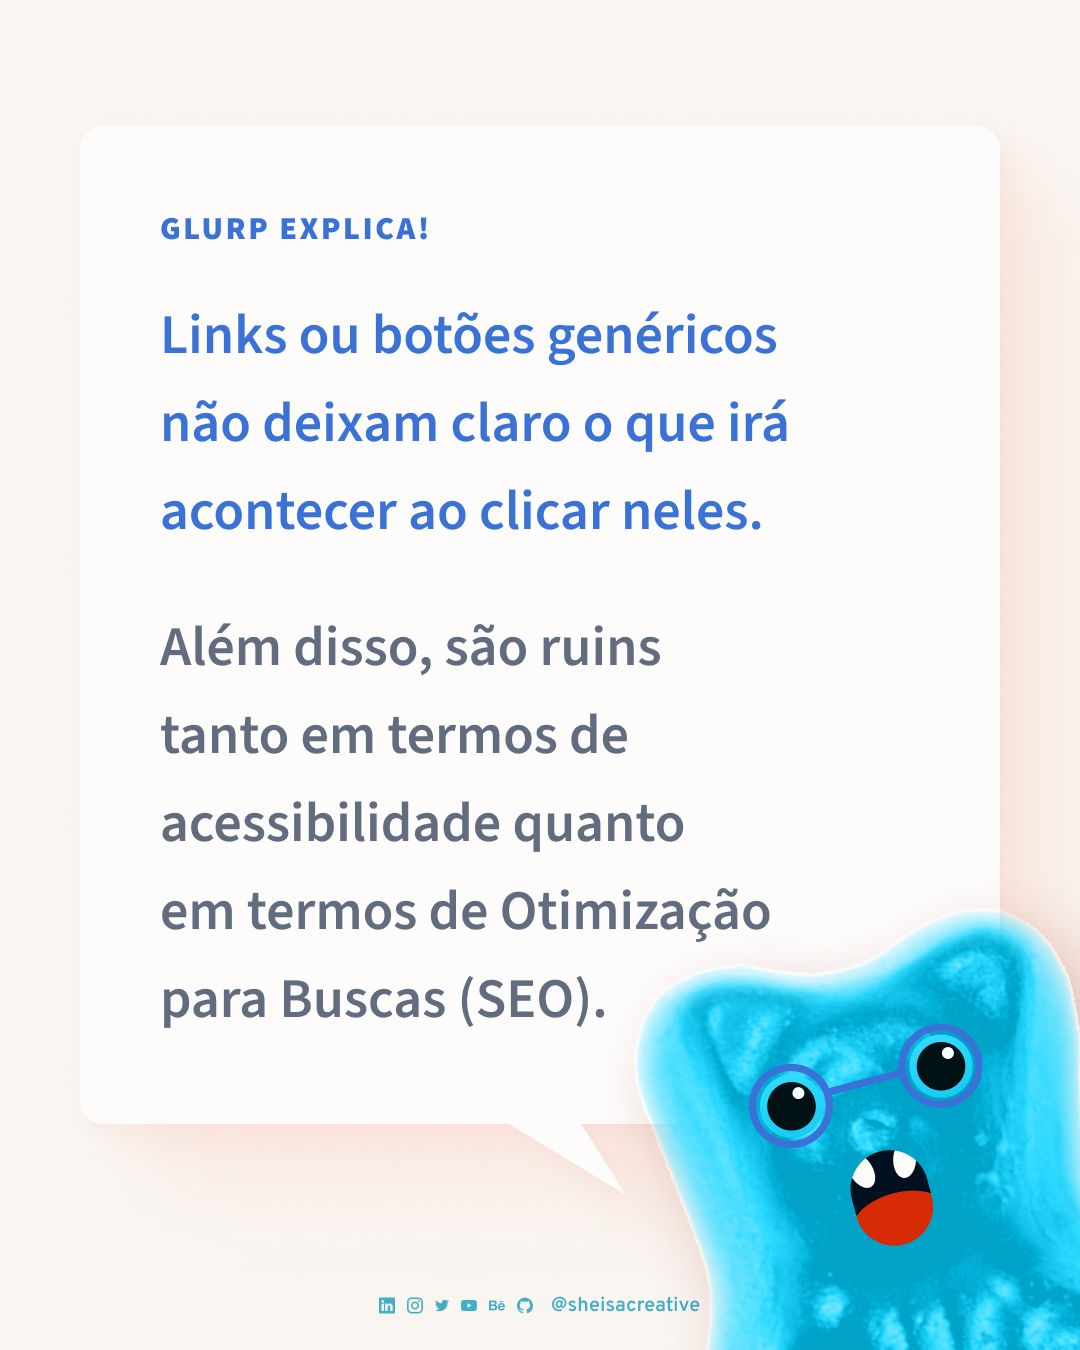 GLURP EXPLICA!
Links ou botões genéricos
não deixam claro o que irá
acontecer ao clicar neles.
Além disso, são ruins
tanto em termos de
acessibilidade quanto
em termos de Otimização
para Buscas (SEO).
in Bē @sheisacreative